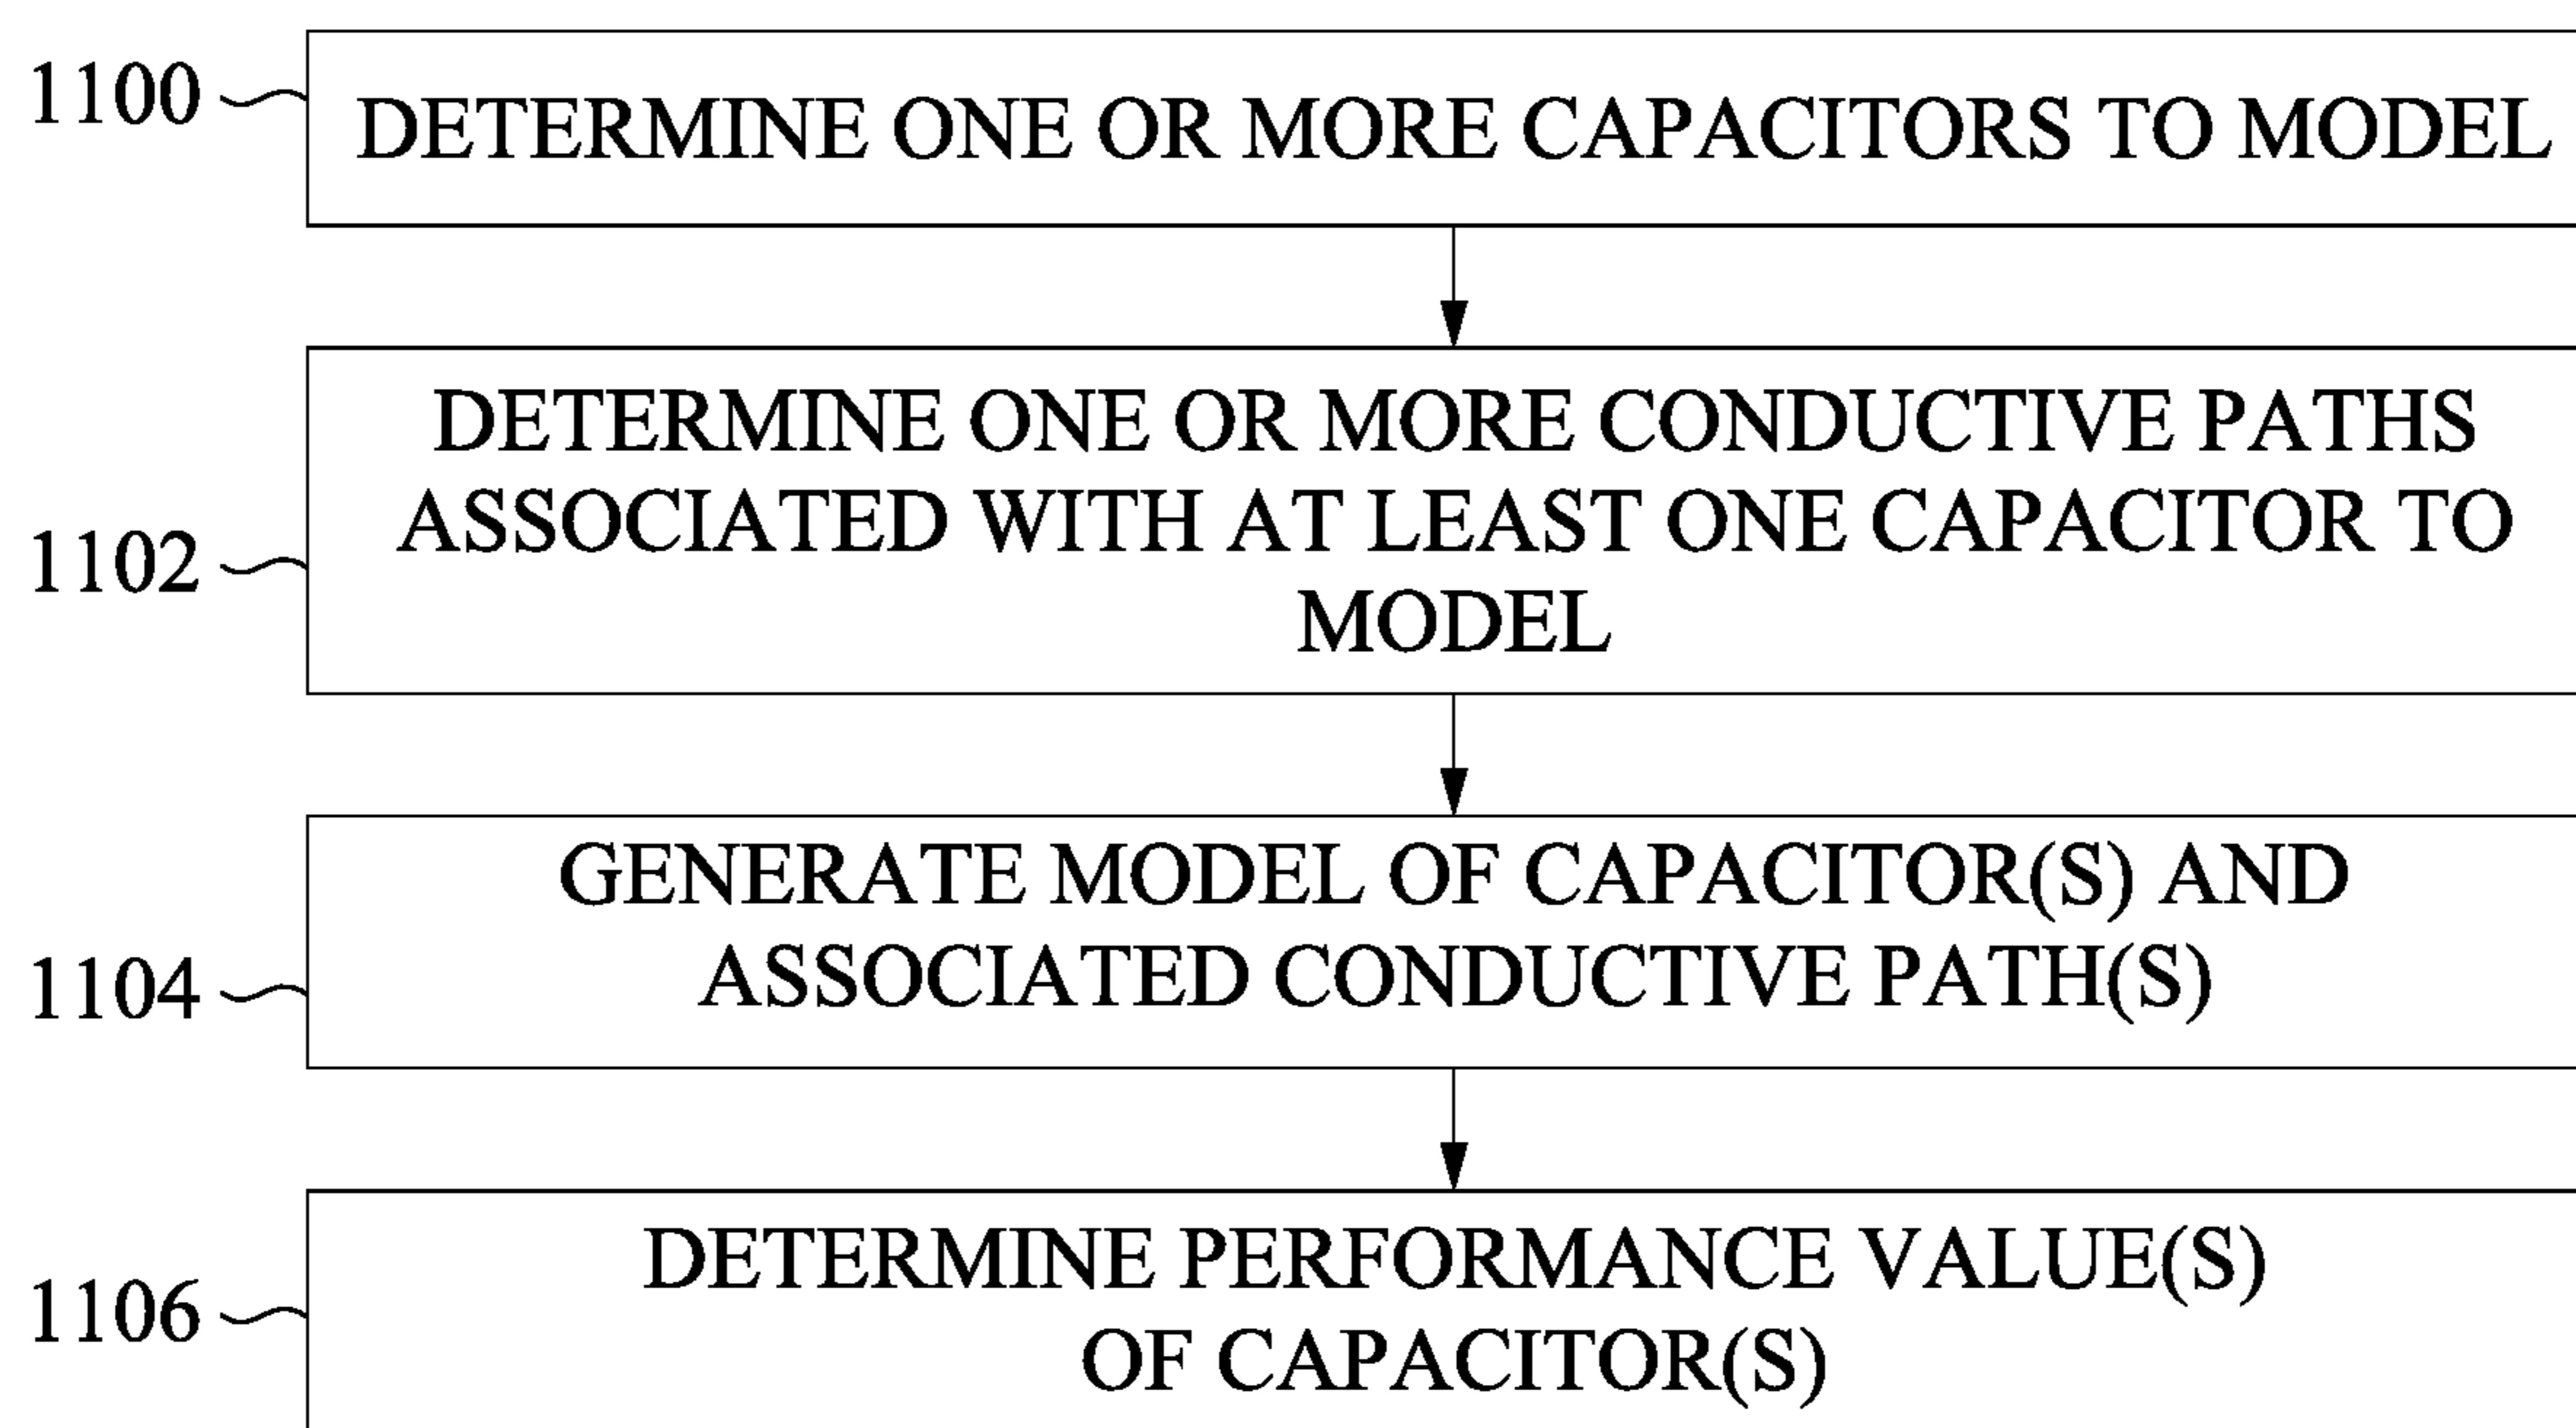 1100
DETERMINE ONE OR MORE CAPACITORS TO MODEL
DETERMINE ONE OR MORE CONDUCTIVE PATHS
ASSOCIATED WITH AT LEAST ONE CAPACITOR TO
1102
MODEL
GENERATE MODEL OF CAPACITOR(S) AND
ASSOCIATED CONDUCTIVE PATH(S)
1104
DETERMINE PERFORMANCE VALUE(S)
1106
OF CAPACITOR(S)